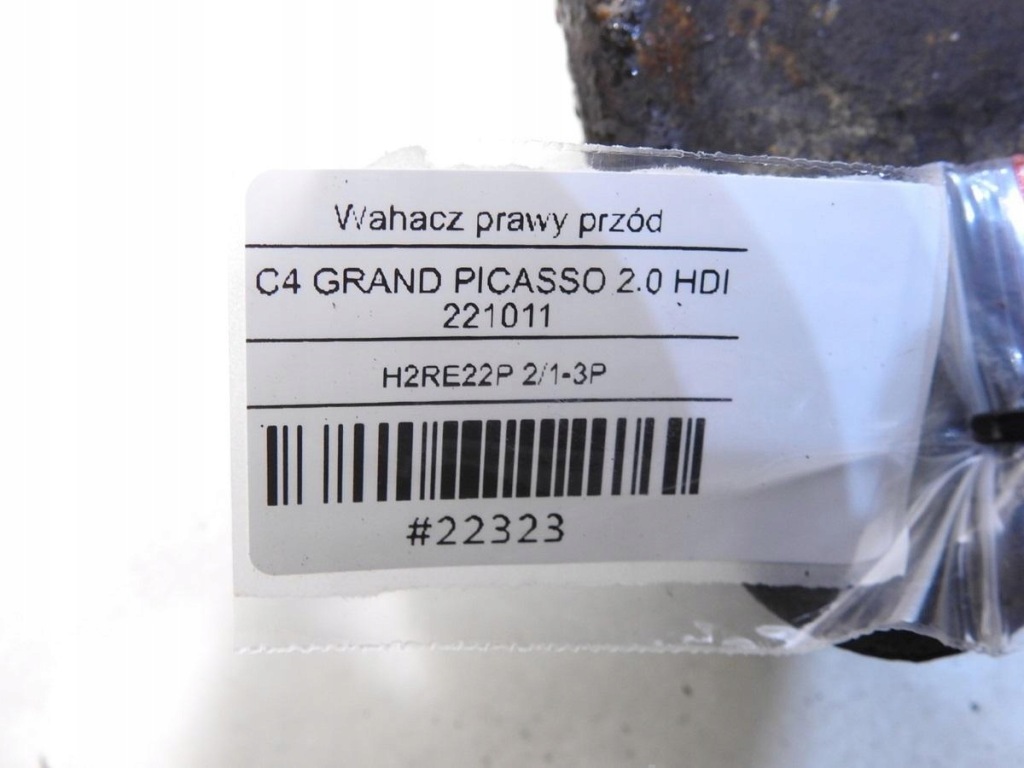 Wahacz prawy przód
C4 GRAND PICASSO 2.0 HDI
221011
H2RE22P 2/1-3P
#22323